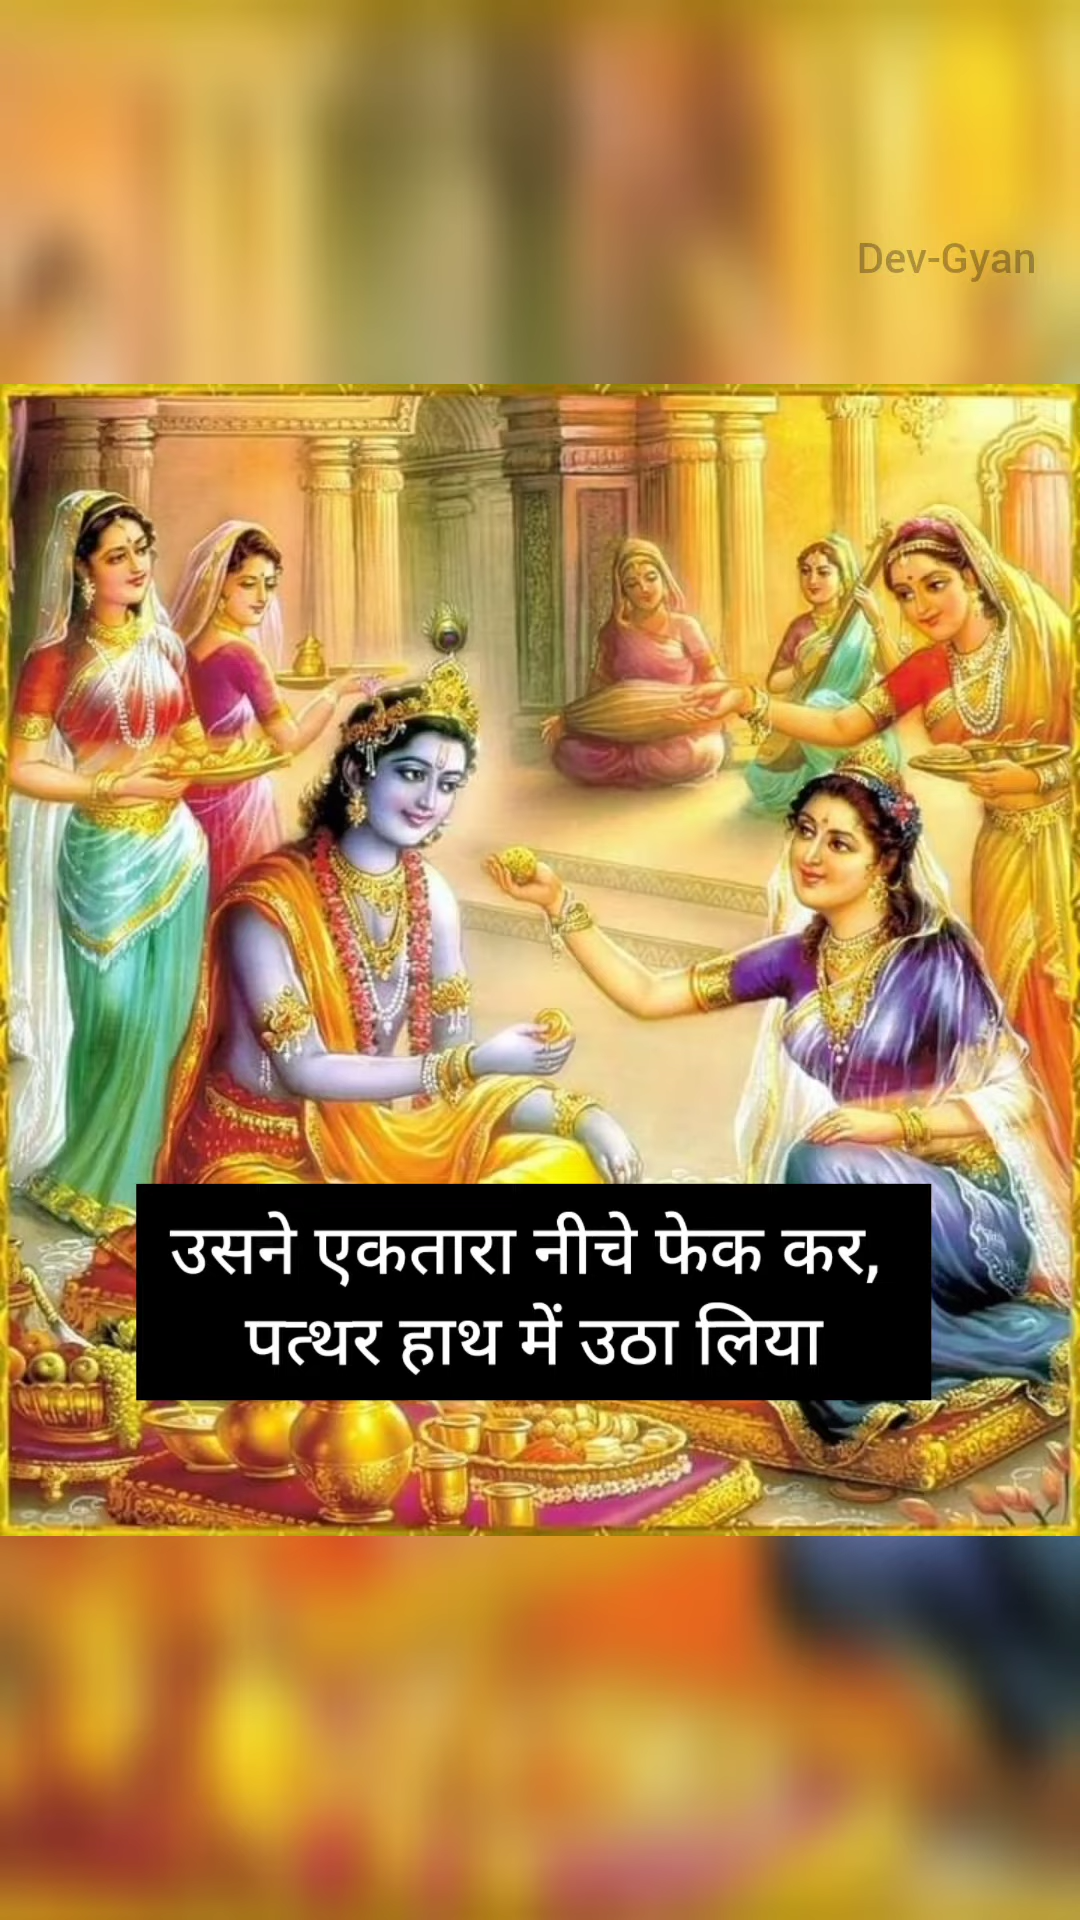 Dev-Gyan
उसने एकतारा नीचे फेक कर,
पत्थर हाथ में उठा लिया